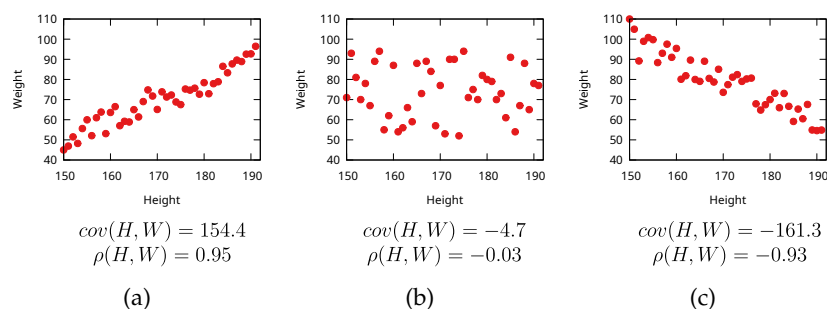 110
100
90
80
70
60
50
40
Weight
150 160 170 180 190
Height
cov(H, W) = 154.4
ρ(H, W) = 0.95
(a)
110
100
90
80
70
60
50
40
Weight
150 160 170 180 190
Height
cov(H, W) = −4.7
ρ(H, W) = −0.03
(b)
110
100
90
80
70
60
50
40
Weight
150 160 170 180 190
Height
cov(H, W) = −161.3
ρ(H, W) = −0.93
(c)